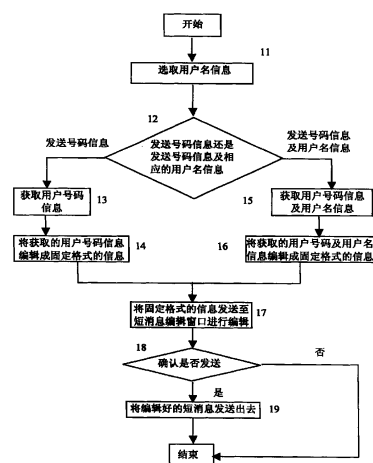 开始
11
选取用户名信息
12
发送号码信息
发送号码信息还是
发送号码信息及相
应的用户名信息
发送号码信息
及用户名信息
获取用户号码
信息
13
15
获取用户号码信息
及用户名信息
将获取的用户号码信息
编辑成固定格式的信息
14
16
将获取的用户号码及用户名
信息编辑成固定格式的信息
将固定格式的信息发送至
短消息编辑窗口进行编辑
17
18
确认是否发送
否
是
将编辑好的短消息发送出去
19
结束